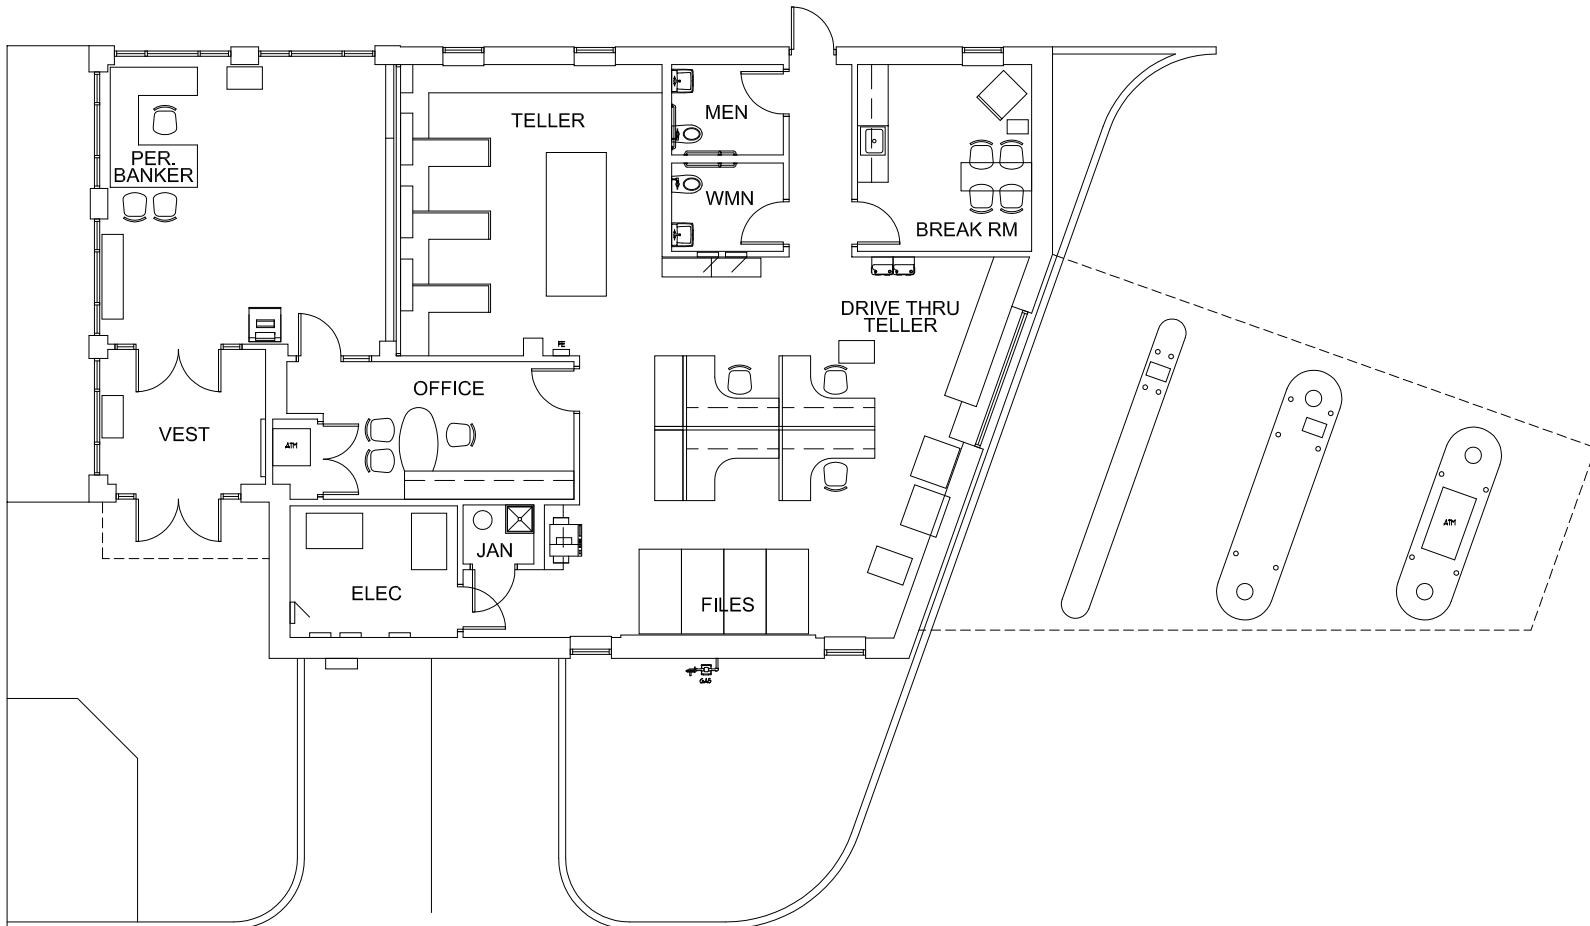 TELLER
MEN
PER.
BANKER
WMN
BREAK RM
DRIVE THRU
TELLER
FE
OFFICE
VEST
ATM
ATM
JAN
ELEC
FILES
GAS